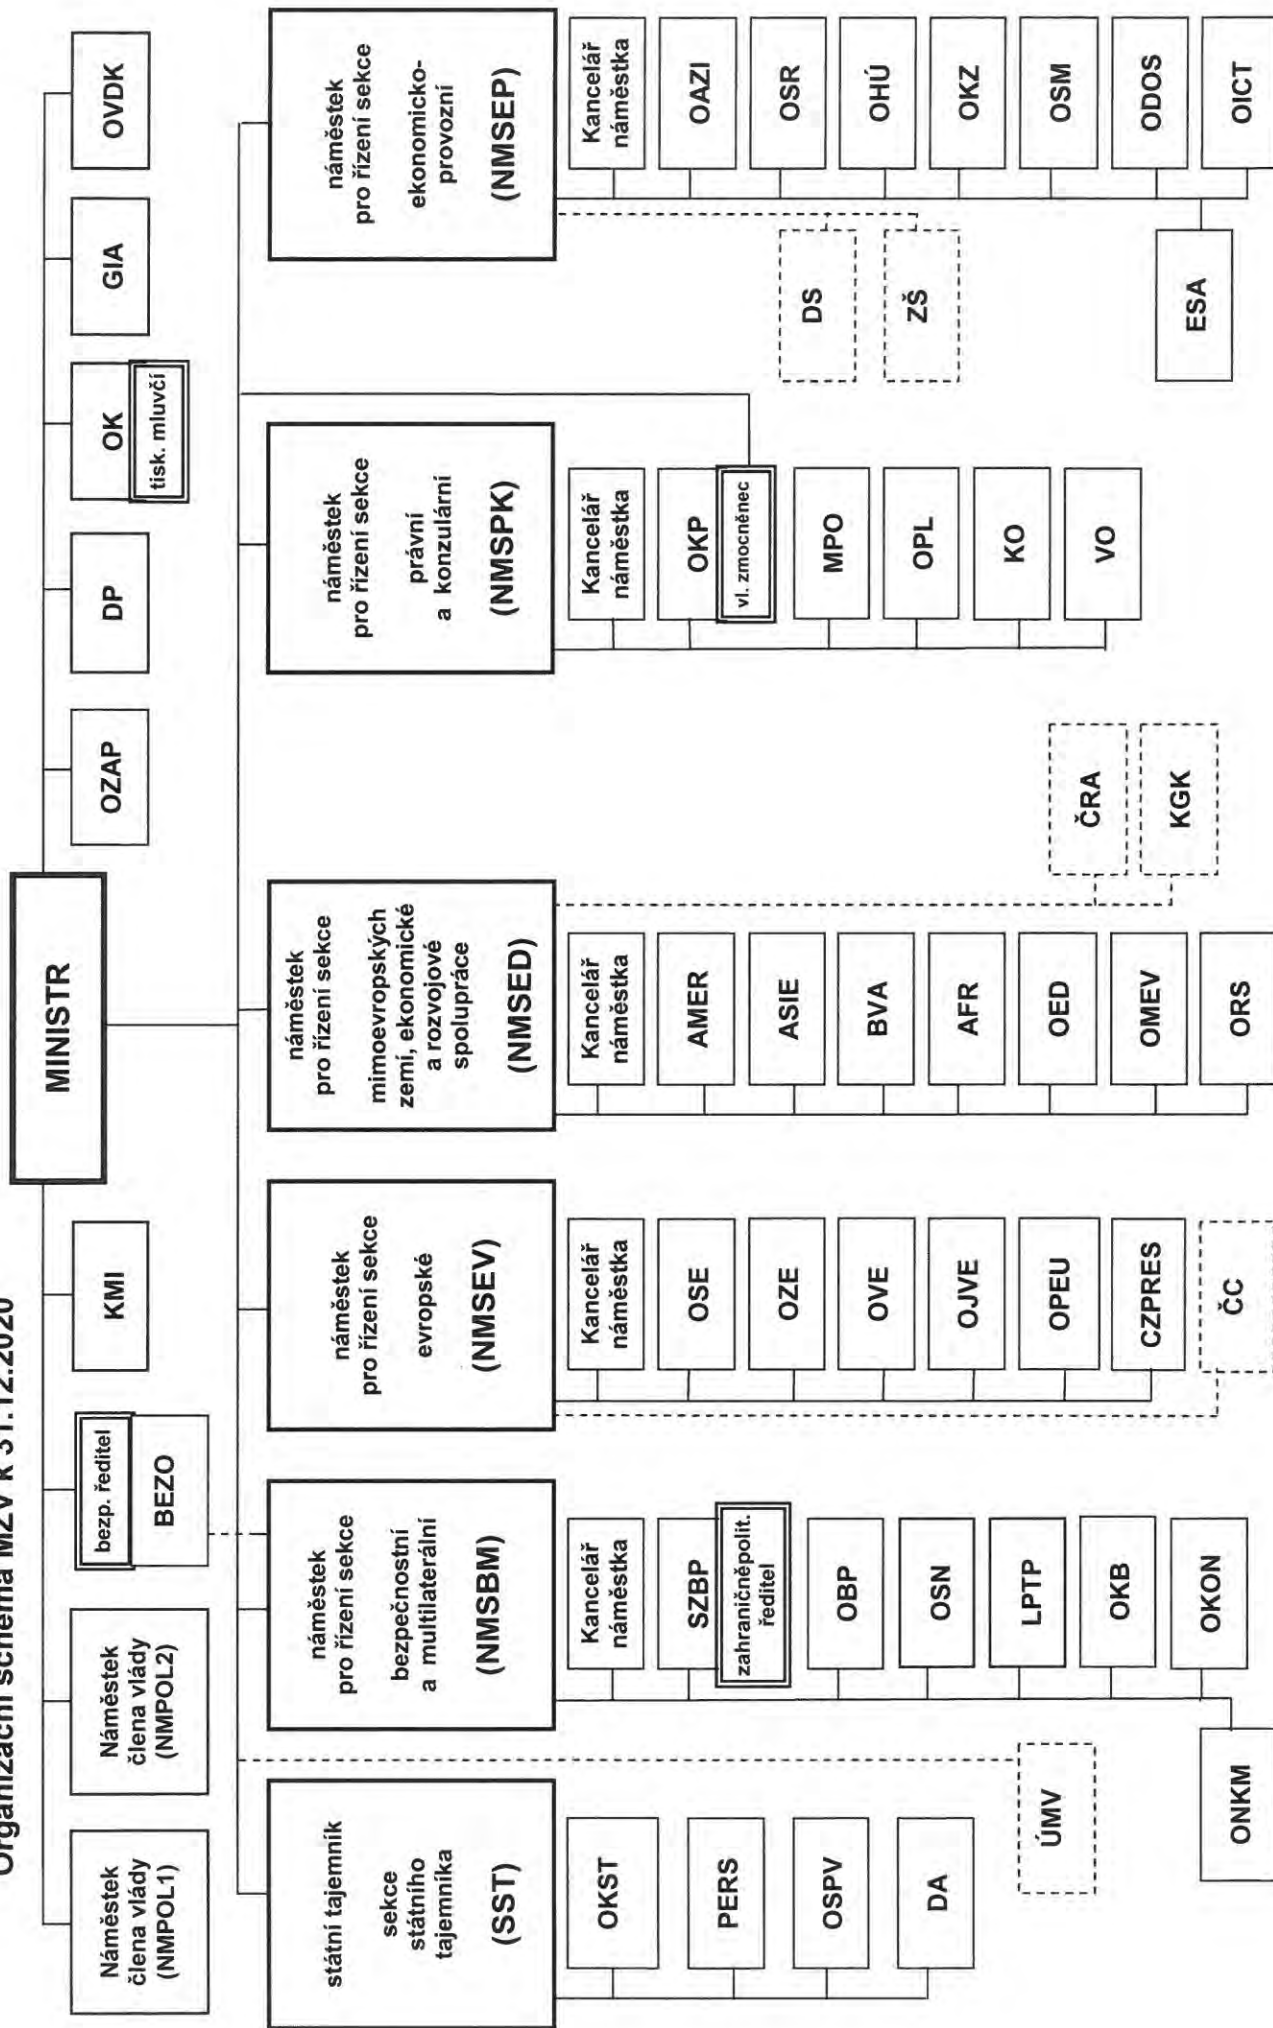 Organizační schéma MZV k 31.12.2020
MINISTR
Náměstek
člena vlády
(NMPOL1)
Náměstek
člena vlády
(NMPOL2)
bezp. ředitel
BEZO
KMI
OZAP
DP
OK
tisk. mluvčí
GIA
OVDK
státní tajemník
sekce
státního
tajemníka
(SST)
OKST
PERS
OSPV
DA
ÚMV
náměstek
pro řízení sekce
bezpečnostní
a multilaterální
(NMSBM)
Kancelář
náměstka
SZBP
zahraničněpolit.
ředitel
OBP
OSN
LPTP
OKB
OKON
ONKM
náměstek
pro řízení sekce
evropské
(NMSEV)
Kancelář
náměstka
OSE
OZE
OVE
OJVE
OPEU
CZPRES
ČC
náměstek
pro řízení sekce
mimoevropských
zemí, ekonomické
a rozvojové
spolupráce
(NMSED)
Kancelář
náměstka
AMER
ASIE
BVA
AFR
OED
OMEV
ORS
ČRA
KGK
náměstek
pro řízení sekce
právní
a konzulární
(NMSPK)
Kancelář
náměstka
OKP
vl. zmocněnec
MPO
OPL
KO
VO
náměstek
pro řízení sekce
ekonomicko-
provozní
(NMSEP)
Kancelář
náměstka
OAZI
OSR
OHÚ
OKZ
OSM
ODOS
OICT
DS
ZŠ
ESA